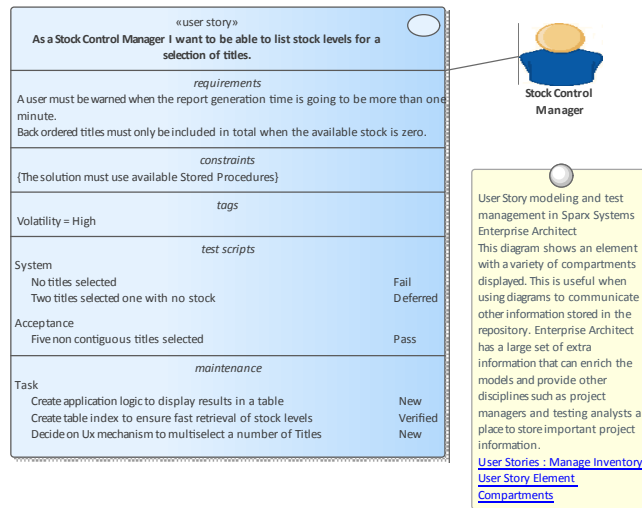 «user story»
As a Stock Control Manager I want to be able to list stock levels for a
selection of titles.
requirements
A user must be warned when the report generation time is going to be more than one
minute.
Back ordered titles must only be included in total when the available stock is zero.
constraints
{The solution must use available Stored Procedures}
tags
Volatility = High
test scripts
System
No titles selected Fail
Two titles selected one with no stock Deferred
Acceptance
Five non contiguous titles selected Pass
maintenance
Task
Create application logic to display results in a table New
Create table index to ensure fast retrieval of stock levels Verified
Decide on Ux mechanism to multiselect a number of Titles New
Stock Control
Manager
User Story modeling and test
management in Sparx Systems
Enterprise Architect
This diagram shows an element
with a variety of compartments
displayed. This is useful when
using diagrams to communicate
other information stored in the
repository. Enterprise Architect
has a large set of extra
information that can enrich the
models and provide other
disciplines such as project
managers and testing analysts a
place to store important project
information.
User Stories : Manage Inventory
User Story Element
Compartments